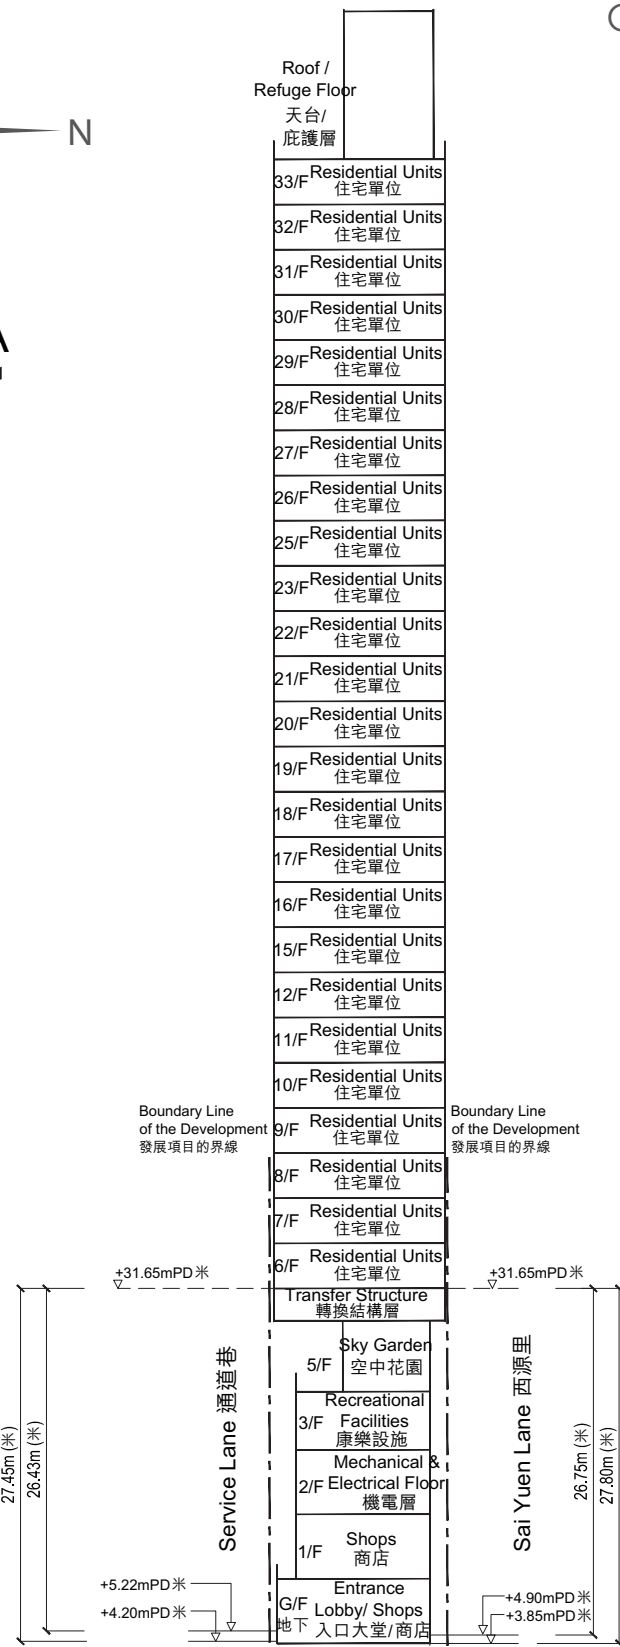 Roof /
Refuge Floor
天台/
庇護層
N
33/F Residential Units
住宅單位
32/F Residential Units
住宅單位
31/F Residential Units
住宅單位
30/F Residential Units
住宅單位
29/F Residential Units
住宅單位
28/F Residential Units
住宅單位
27/F Residential Units
住宅單位
26/F Residential Units
住宅單位
25/F Residential Units
住宅單位
23/F Residential Units
住宅單位
22/F Residential Units
住宅單位
21/F Residential Units
住宅單位
20/F Residential Units
住宅單位
19/F Residential Units
住宅單位
18/F Residential Units
住宅單位
17/F Residential Units
住宅單位
16/F Residential Units
住宅單位
15/F Residential Units
住宅單位
12/F Residential Units
住宅單位
11/F Residential Units
住宅單位
10/F Residential Units
住宅單位
Boundary Line
of the Development
發展項目的界線
9/F Residential Units
住宅單位
Boundary Line
of the Development
發展項目的界線
8/F Residential Units
住宅單位
7/F Residential Units
住宅單位
6/F Residential Units
住宅單位
+31.65mPD米
+31.65mPD米
Transfer Structure
轉換結構層
5/F Sky Garden
空中花園
3/F Recreational
Facilities
康樂設施
2/F Mechanical &
Electrical Floor
機電層
1/F Shops
商店
G/F Entrance
地下 Lobby/ Shops
入口大堂/商店
27.45m (米)
26.43m (米)
Service Lane 通道巷
Sai Yuen Lane 西源里
26.75m (米)
27.80m (米)
+5.22mPD米
+4.20mPD米
+4.90mPD米
+3.85mPD米